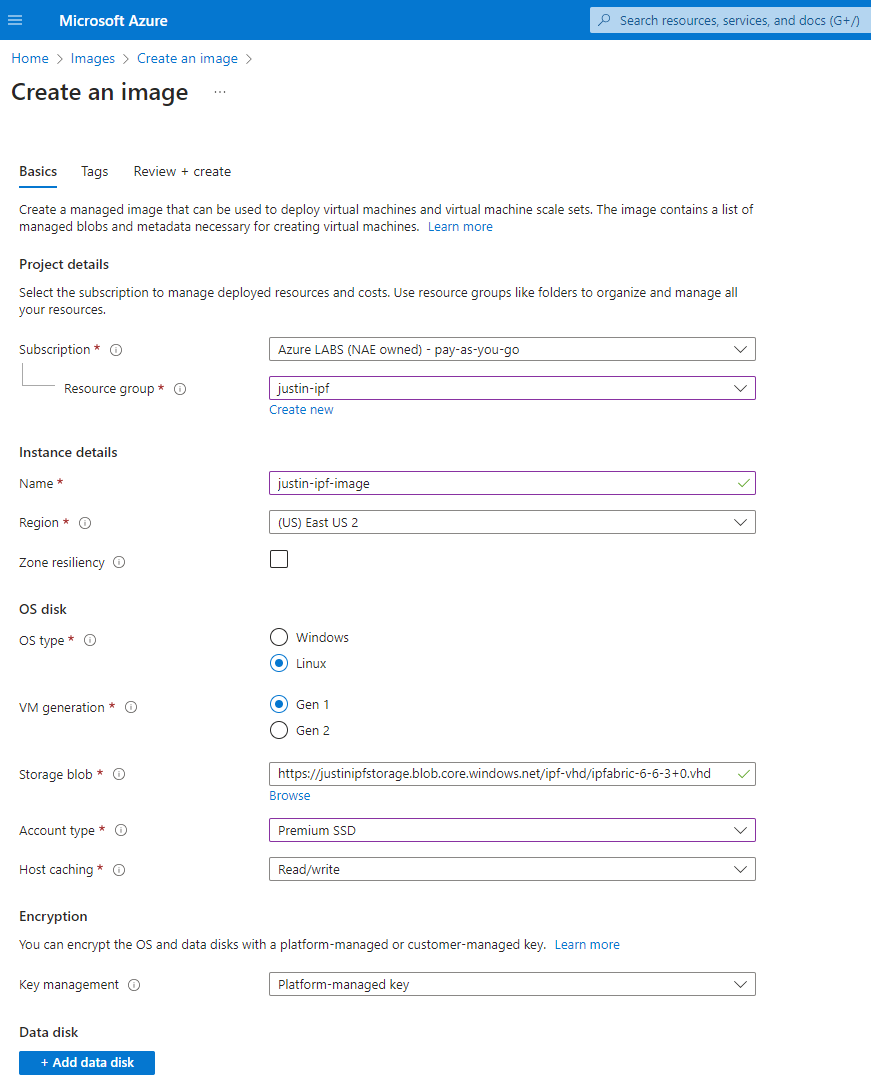 Microsoft Azure
Search resources, services, and docs (G+/)
Home > Images > Create an image >
Create an image ...
Basics Tags Review + create
Create a managed image that can be used to deploy virtual machines and virtual machine scale sets. The image contains a list of
managed blobs and metadata necessary for creating virtual machines. Learn more
Project details
Select the subscription to manage deployed resources and costs. Use resource groups like folders to organize and manage all
your resources.
Subscription * Azure LABS (NAE owned) - pay-as-you-go
Resource group * justin-ipf
Create new
Instance details
Name * justin-ipf-image
Region * (US) East US 2
Zone resiliency
OS disk
OS type * Windows
Linux
VM generation * Gen 1
Gen 2
Storage blob * https://justinipfstorage.blob.core.windows.net/ipf-vhd/ipfabric-6-6-3+0.vhd
Browse
Account type * Premium SSD
Host caching * Read/write
Encryption
You can encrypt the OS and data disks with a platform-managed or customer-managed key. Learn more
Key management Platform-managed key
Data disk
+ Add data disk